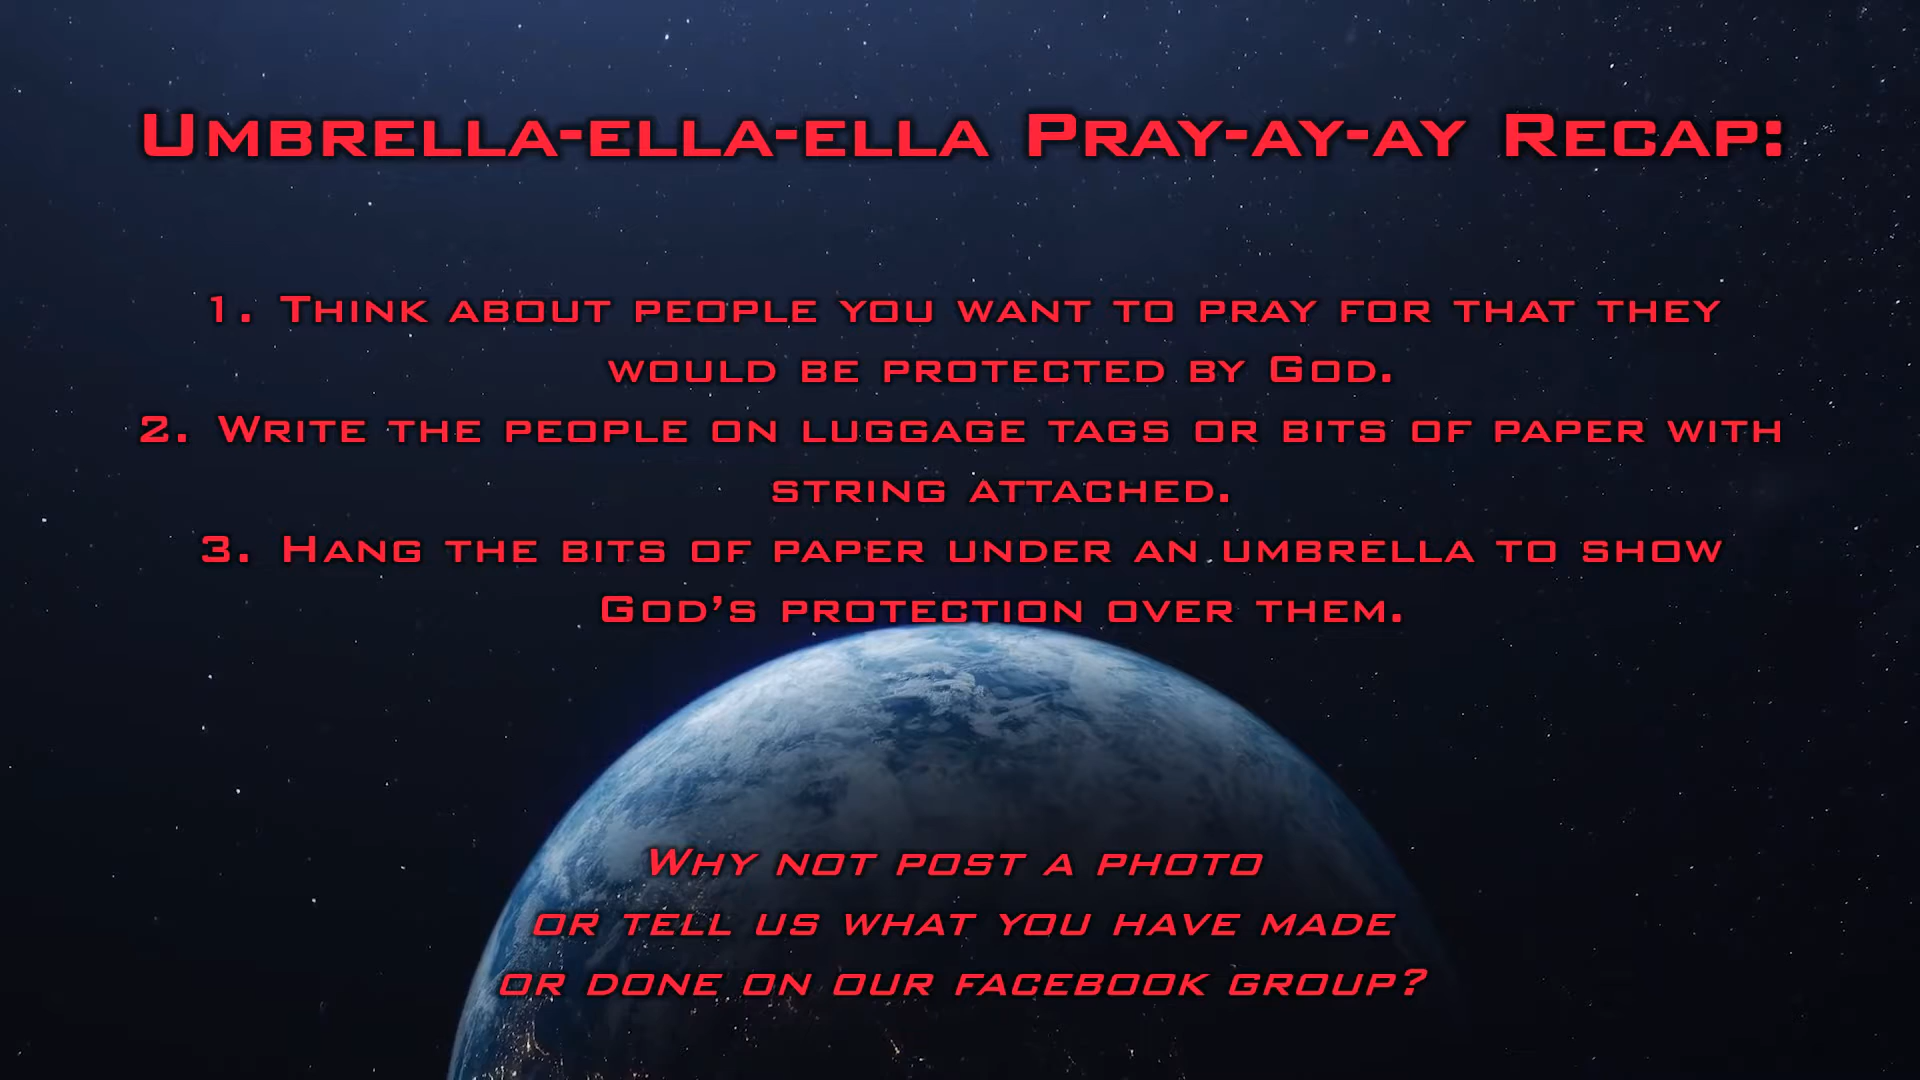 Umbrella-ella-ella Pray-ay-ay Recap:
1. Think about people you want to pray for that they
would be protected by God.
2. Write the people on luggage tags or bits of paper with
string attached.
3. Hang the bits of paper under an umbrella to show
God’s protection over them.
Why not post a photo
or tell us what you have made
or done on our facebook group?